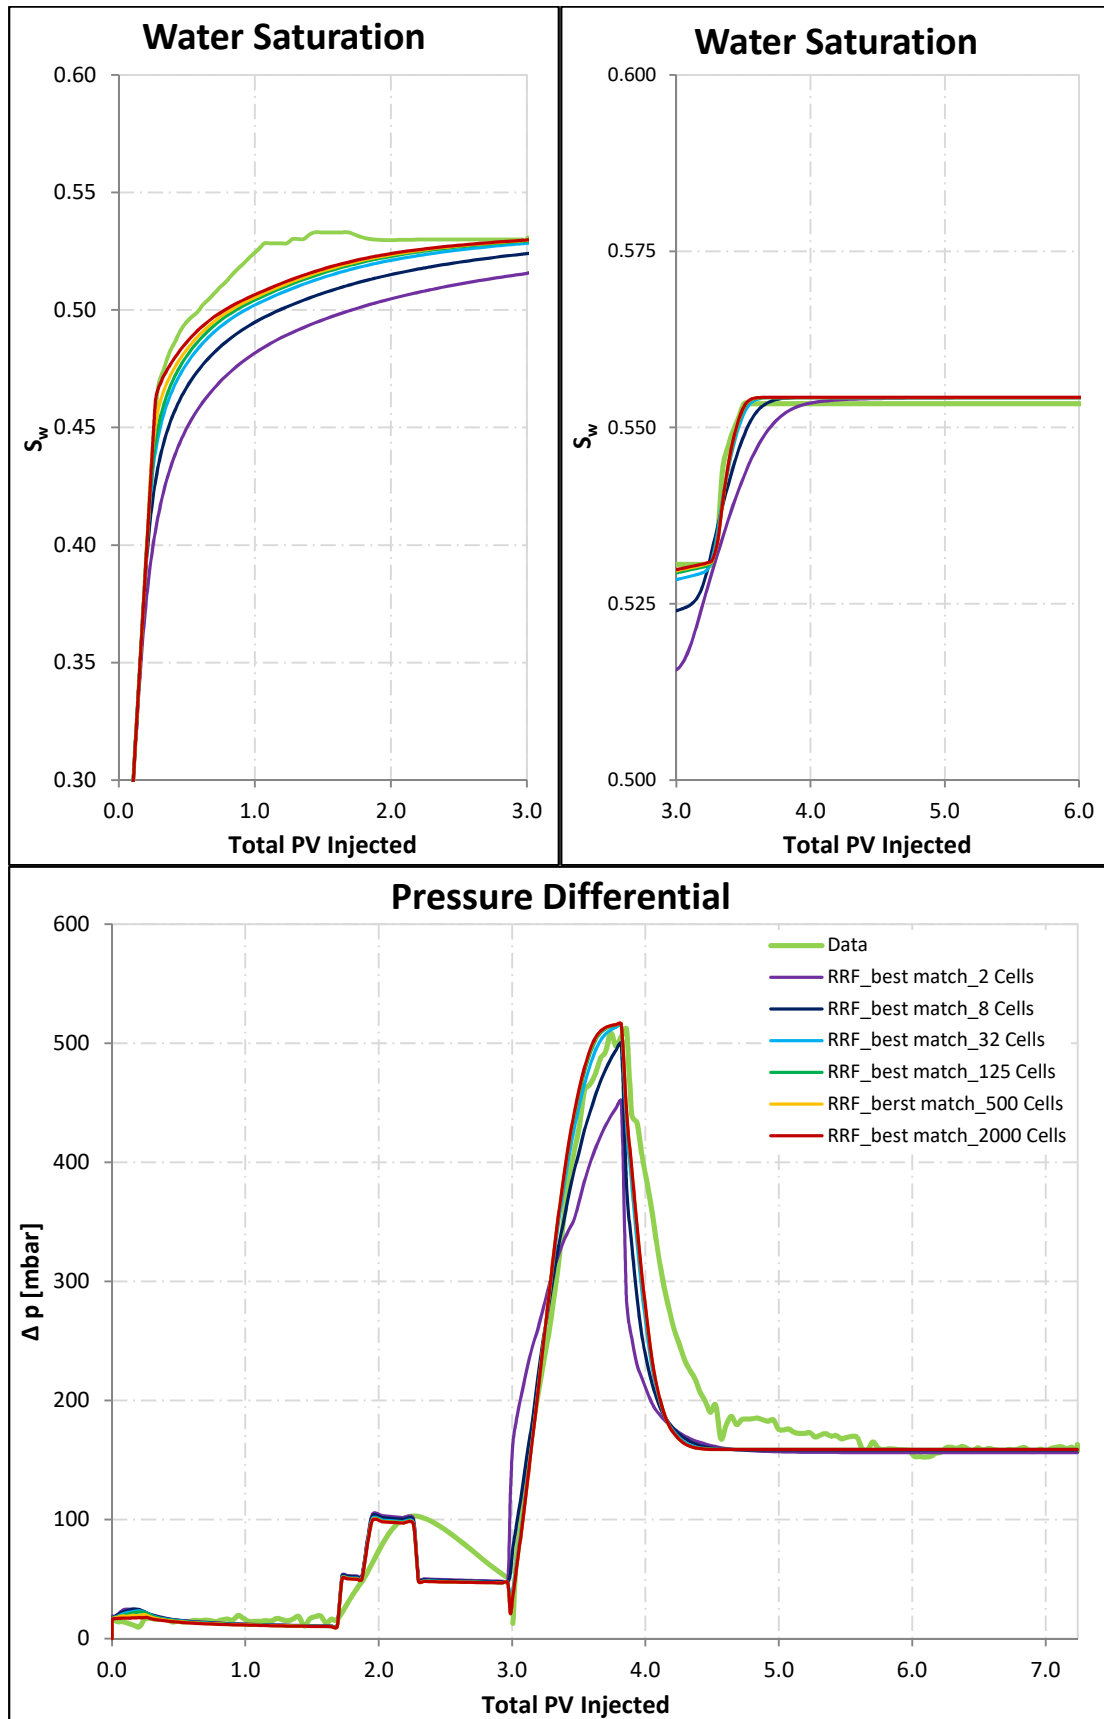 Water Saturation
0.60
0.55
0.50
0.45
0.40
0.35
0.30
Sw
0.0 1.0 2.0 3.0
Total PV Injected
Water Saturation
0.600
0.575
0.550
0.525
0.500
Sw
3.0 4.0 5.0 6.0
Total PV Injected
Pressure Differential
600
500
400
300
200
100
0
Δ p [mbar]
Data
RRF_best match_2 Cells
RRF_best match_8 Cells
RRF_best match_32 Cells
RRF_best match_125 Cells
RRF_berst match_500 Cells
RRF_best match_2000 Cells
0.0 1.0 2.0 3.0 4.0 5.0 6.0 7.0
Total PV Injected